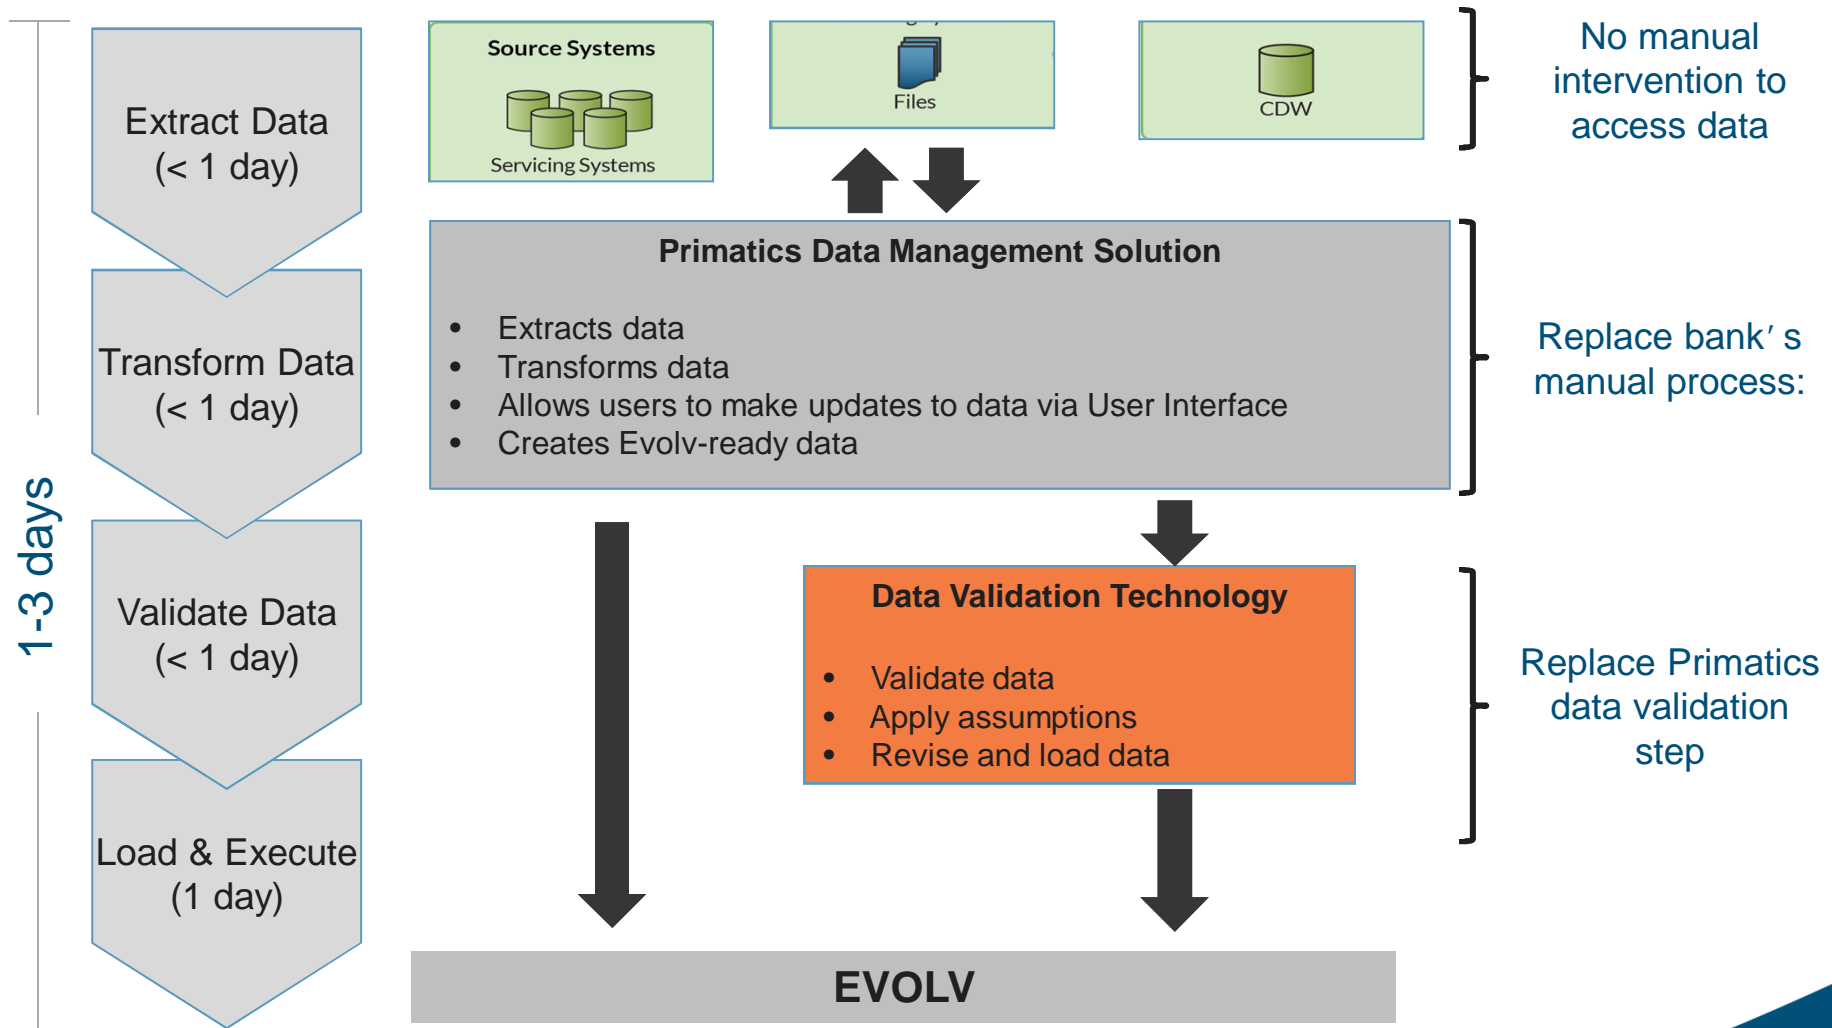 Extract Data
(< 1 day)
Transform Data
(< 1 day)
Validate Data
(< 1 day)
Load & Execute
(1 day)
1-3 days
Source Systems
Servicing Systems
Files
CDW
No manual
intervention to
access data
Primatics Data Management Solution
• Extracts data
• Transforms data
• Allows users to make updates to data via User Interface
• Creates Evolv-ready data
Replace bank’s
manual process:
Data Validation Technology
• Validate data
• Apply assumptions
• Revise and load data
Replace Primatics
data validation
step
EVOLV